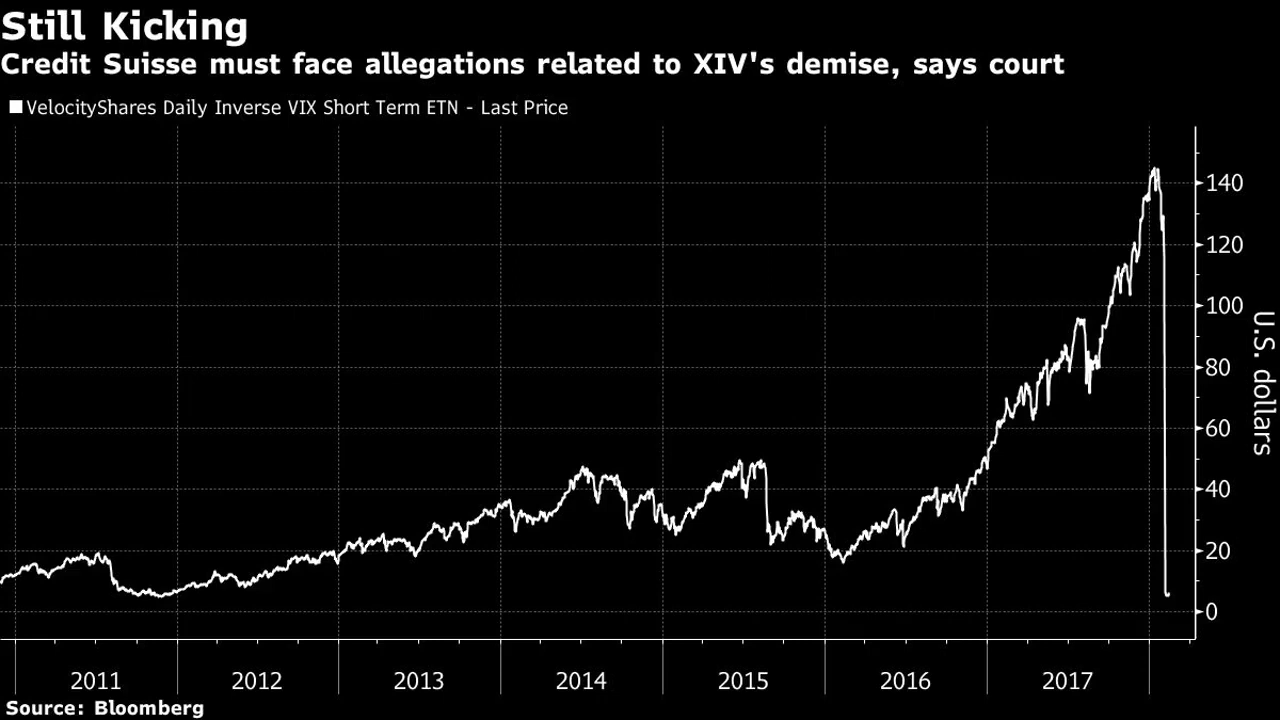 Still Kicking
Credit Suisse must face allegations related to XIV's demise, says court
VelocityShares Daily Inverse VIX Short Term ETN - Last Price
140
120
100
80
60
40
20
0
U.S. dollars
2011 2012 2013 2014 2015 2016 2017
Source: Bloomberg